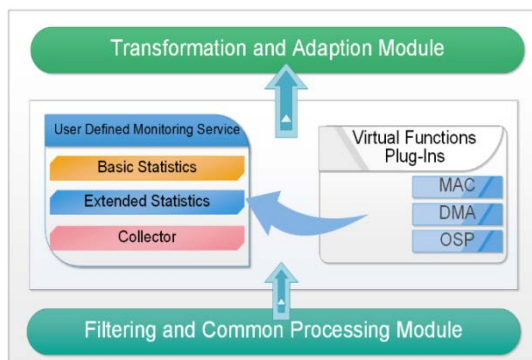 Transformation and Adaption Module
User Defined Monitoring Service
Basic Statistics
Extended Statistics
Collector
Virtual Functions
Plug-Ins
MAC
DMA
OSP
Filtering and Common Processing Module